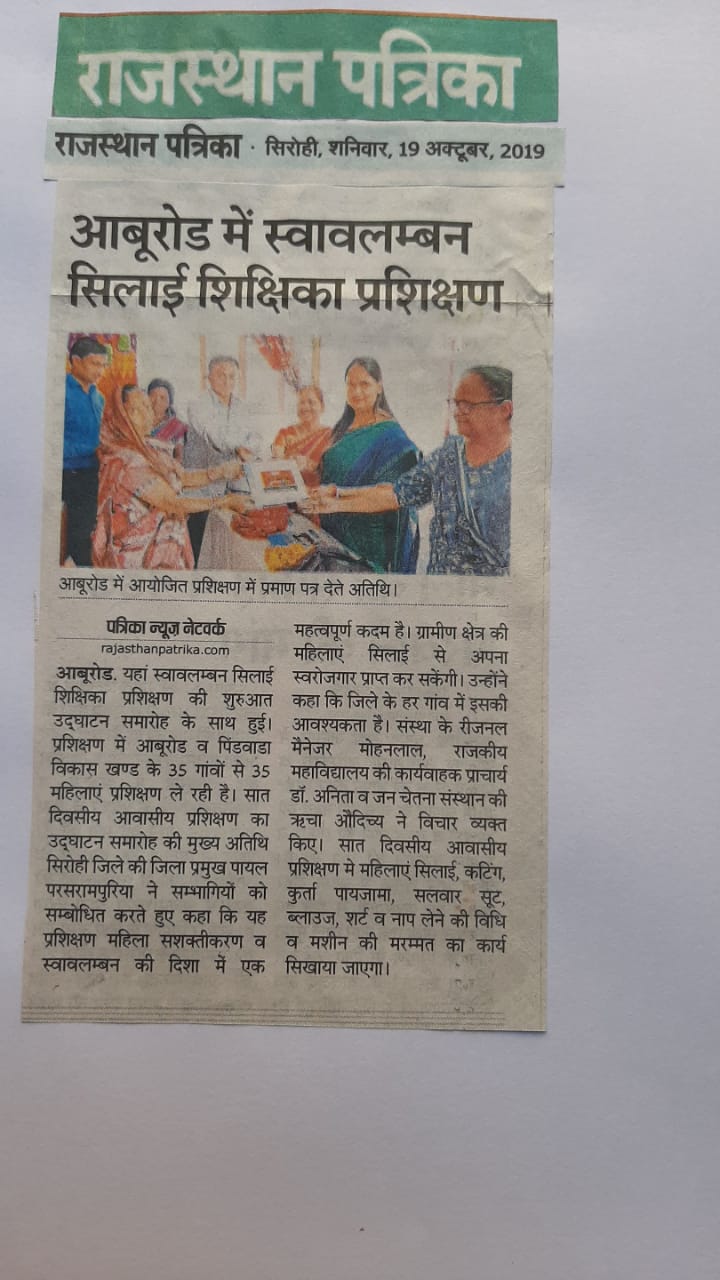 राजस्थान पत्रिका
राजस्थान पत्रिका · सिरोही, शनिवार, 19 अक्टूबर, 2019
आबूरोड में स्वावलम्बन
सिलाई शिक्षिका प्रशिक्षण
आबूरोड में आयोजित प्रशिक्षण में प्रमाण पत्र देते अतिथि।
पत्रिका न्यूज़ नेटवर्क
rajasthanpatrika.com
आबूरोड. यहां स्वावलम्बन सिलाई
शिक्षिका प्रशिक्षण की शुरुआत
उद्घाटन समारोह के साथ हुई।
प्रशिक्षण में आबूरोड व पिंडवाडा
विकास खण्ड के 35 गांवों से 35
महिलाएं प्रशिक्षण ले रही है। सात
दिवसीय आवासीय प्रशिक्षण का
उद्घाटन समारोह की मुख्य अतिथि
सिरोही जिले की जिला प्रमुख पायल
परसरामपुरिया ने सम्भागियों को
सम्बोधित करते हुए कहा कि यह
प्रशिक्षण महिला सशक्तीकरण व
स्वावलम्बन की दिशा में एक
महत्वपूर्ण कदम है। ग्रामीण क्षेत्र की
महिलाएं सिलाई से अपना
स्वरोजगार प्राप्त कर सकेंगी। उन्होंने
कहा कि जिले के हर गांव में इसकी
आवश्यकता है। संस्था के रीजनल
मैनेजर मोहनलाल, राजकीय
महाविद्यालय की कार्यवाहक प्राचार्य
डॉ. अनिता व जन चेतना संस्थान की
ऋचा औदिच्य ने विचार व्यक्त
किए। सात दिवसीय आवासीय
प्रशिक्षण मे महिलाएं सिलाई, कटिंग,
कुर्ता पायजामा, सलवार सूट,
ब्लाउज, शर्ट व नाप लेने की विधि
व मशीन की मरम्मत का कार्य
सिखाया जाएगा।